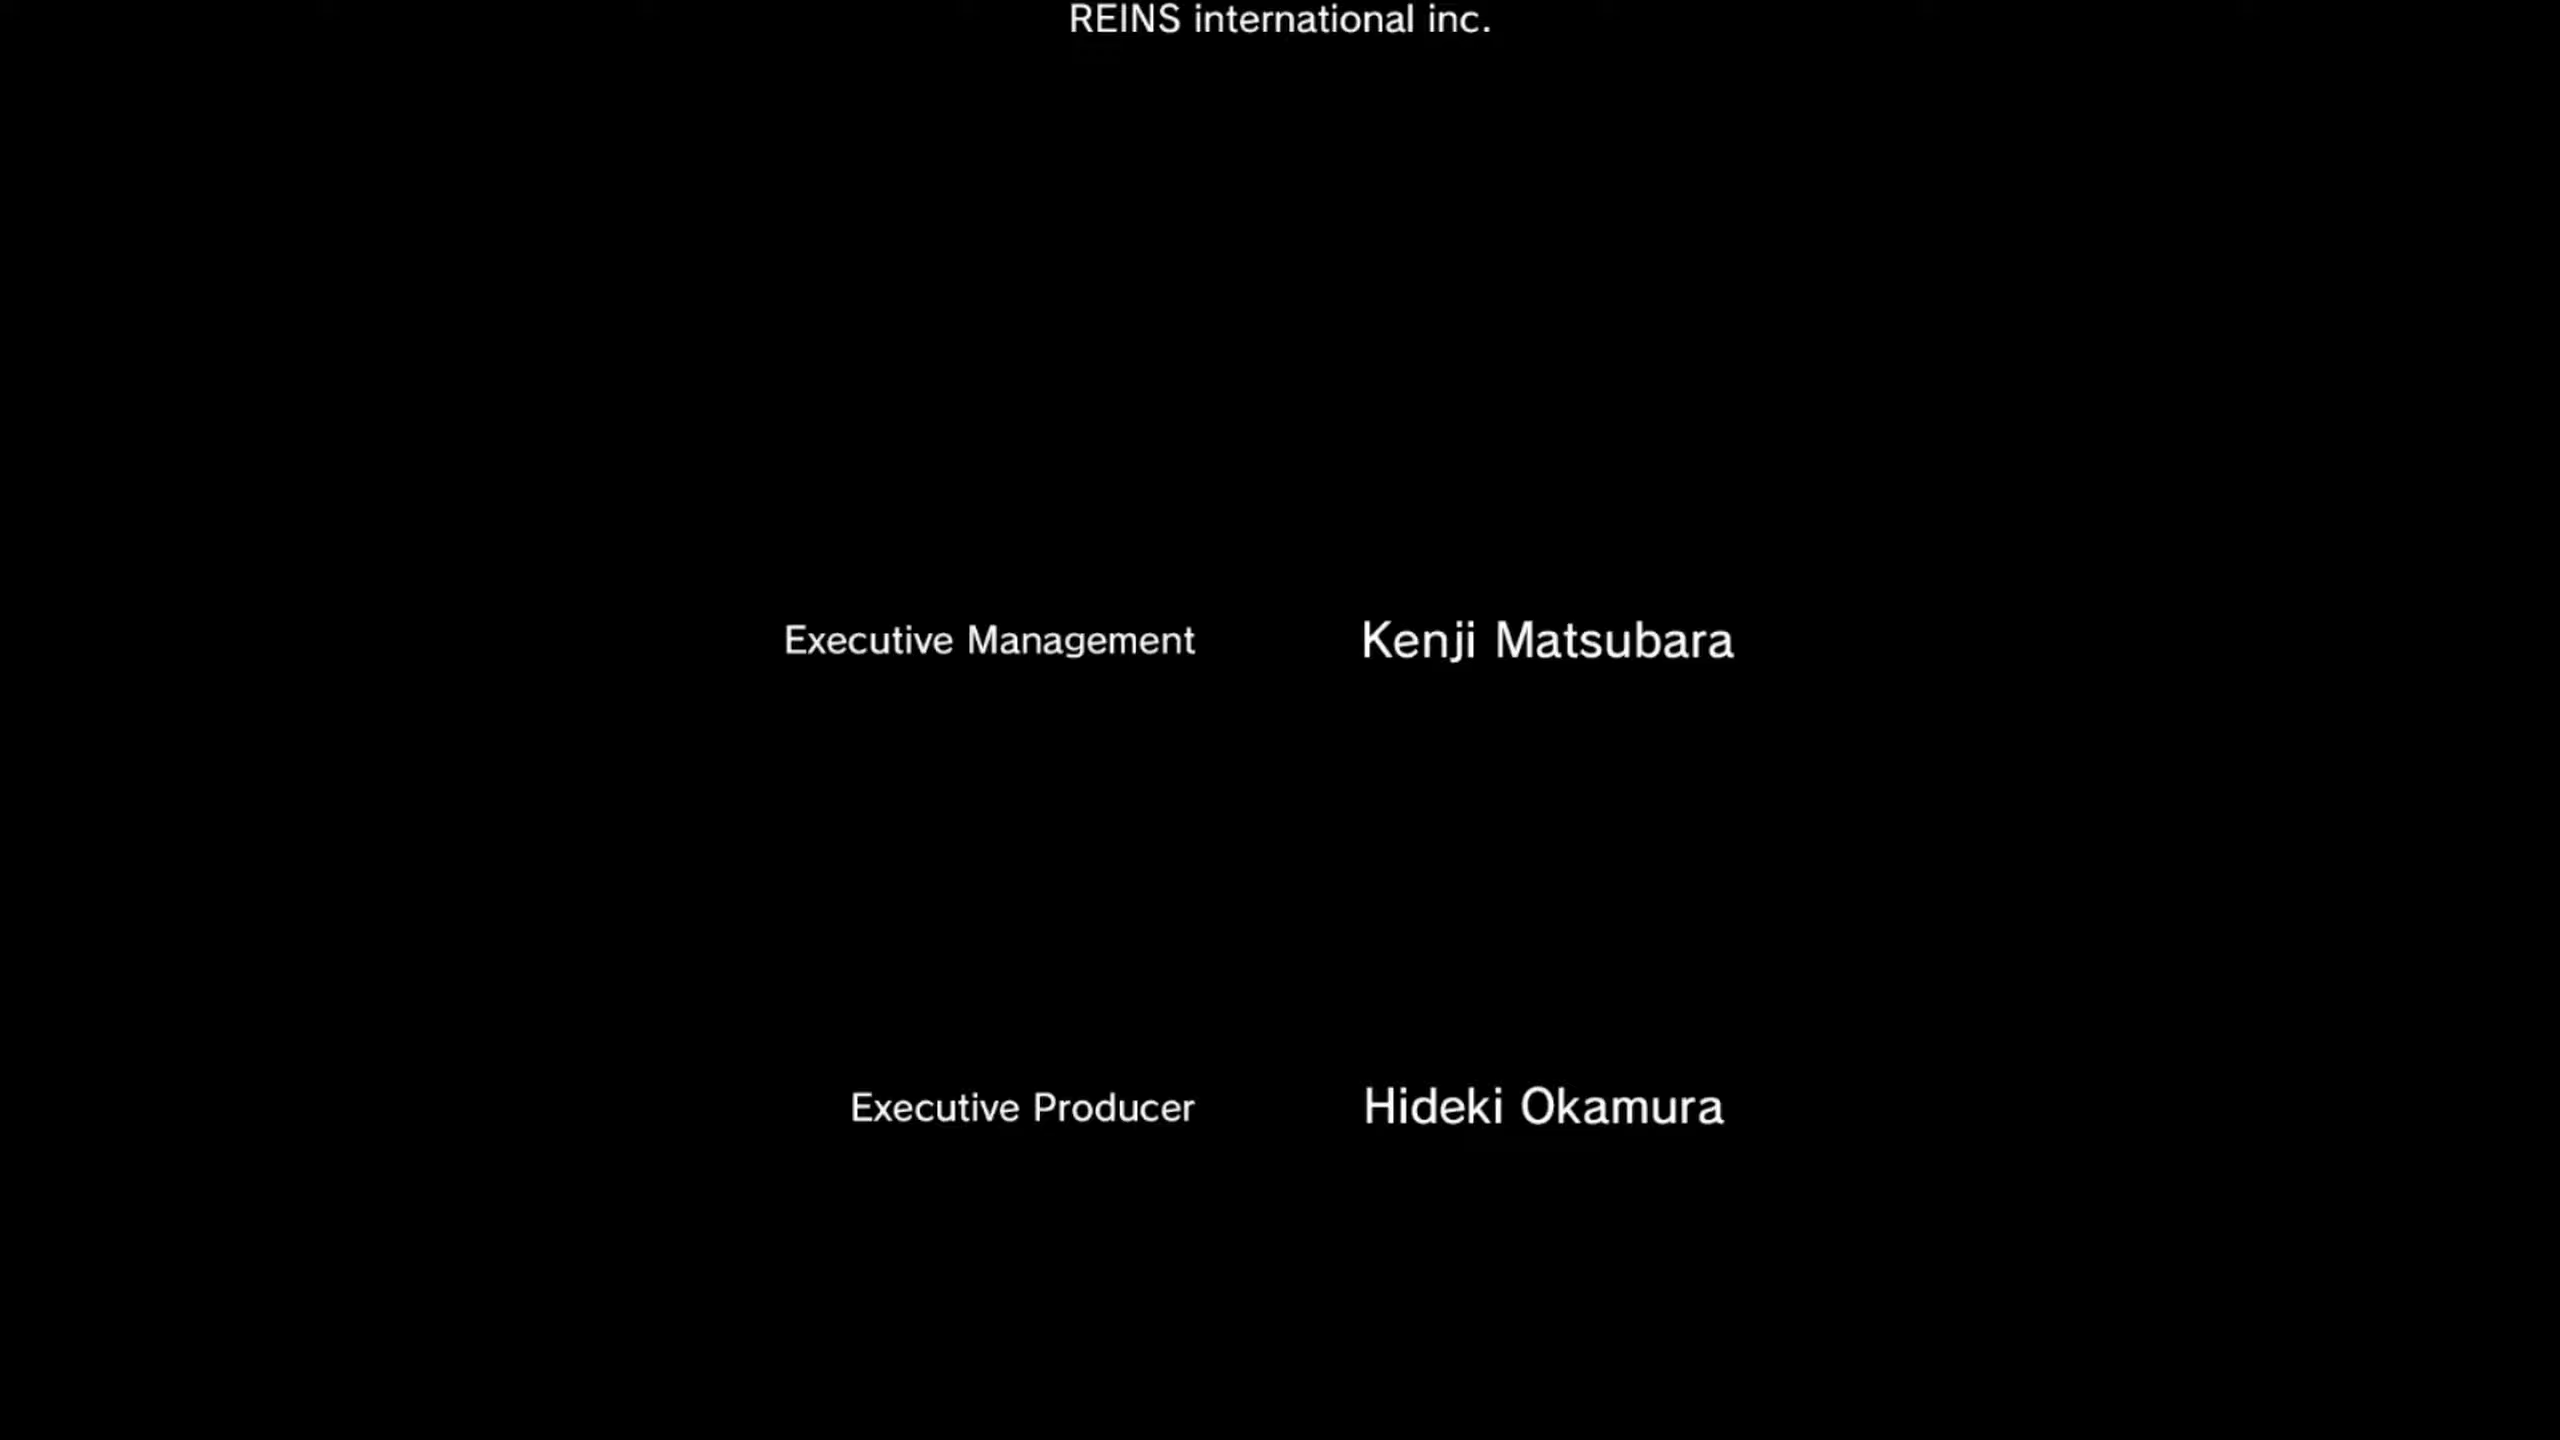 REINS international inc.
Executive Management Kenji Matsubara
Executive Producer Hideki Okamura